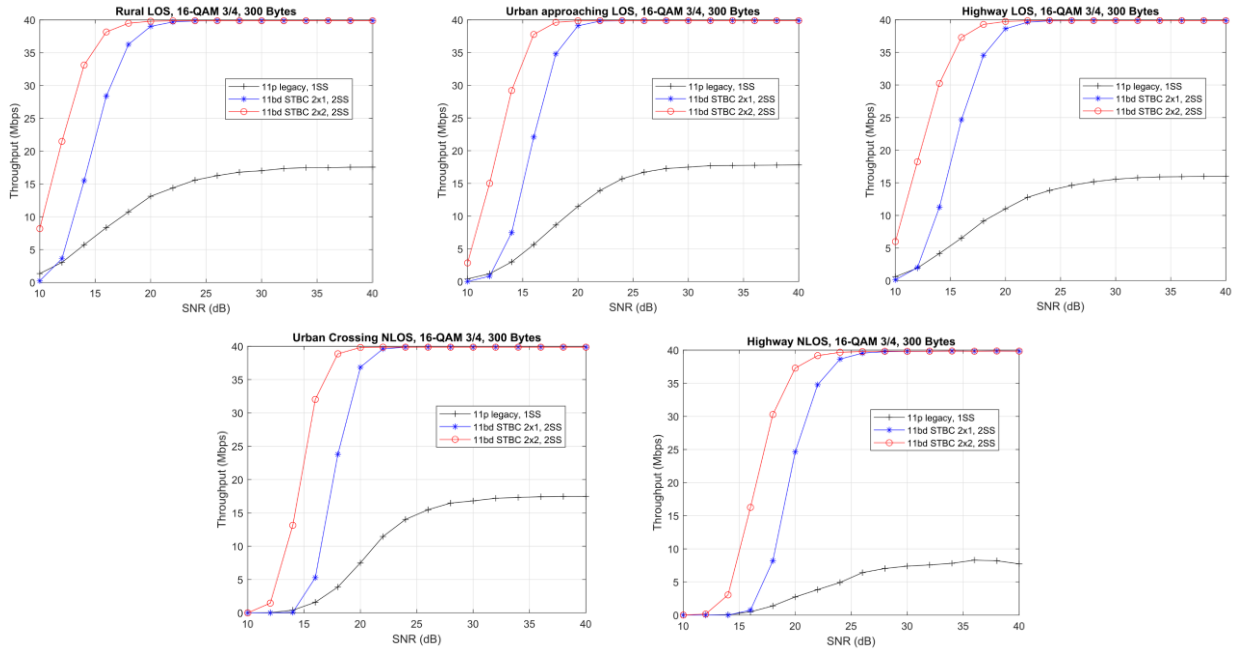 Rural LOS, 16-QAM 3/4, 300 Bytes
40
35
30
25
20
15
10
5
0
Throughput (Mbps)
11p legacy, 1SS
11bd STBC 2x1, 2SS
11bd STBC 2x2, 2SS
10 15 20 25 30 35 40
SNR (dB)
Urban approaching LOS, 16-QAM 3/4, 300 Bytes
40
35
30
25
20
15
10
5
0
Throughput (Mbps)
11p legacy, 1SS
11bd STBC 2x1, 2SS
11bd STBC 2x2, 2SS
10 15 20 25 30 35 40
SNR (dB)
Highway LOS, 16-QAM 3/4, 300 Bytes
40
35
30
25
20
15
10
5
0
Throughput (Mbps)
11p legacy, 1SS
11bd STBC 2x1, 2SS
11bd STBC 2x2, 2SS
10 15 20 25 30 35 40
SNR (dB)
Urban Crossing NLOS, 16-QAM 3/4, 300 Bytes
40
35
30
25
20
15
10
5
0
Throughput (Mbps)
11p legacy, 1SS
11bd STBC 2x1, 2SS
11bd STBC 2x2, 2SS
10 15 20 25 30 35 40
SNR (dB)
Highway NLOS, 16-QAM 3/4, 300 Bytes
40
35
30
25
20
15
10
5
0
Throughput (Mbps)
11p legacy, 1SS
11bd STBC 2x1, 2SS
11bd STBC 2x2, 2SS
10 15 20 25 30 35 40
SNR (dB)